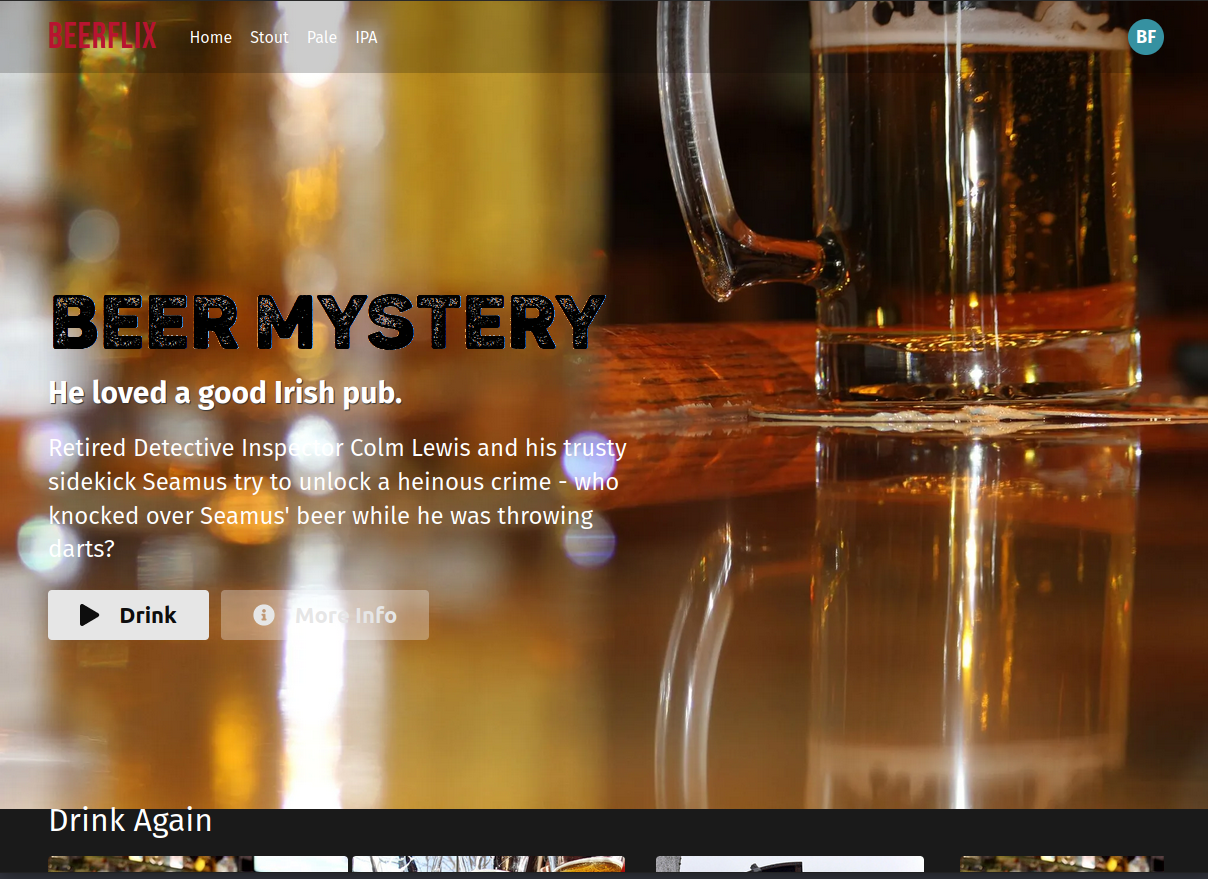 BEERFLIX
Home Stout Pale IPA
BF
BEER MYSTERY
He loved a good Irish pub.
Retired Detective Inspector Colm Lewis and his trusty
sidekick Seamus try to unlock a heinous crime - who
knocked over Seamus' beer while he was throwing
darts?
Drink More Info
Drink Again